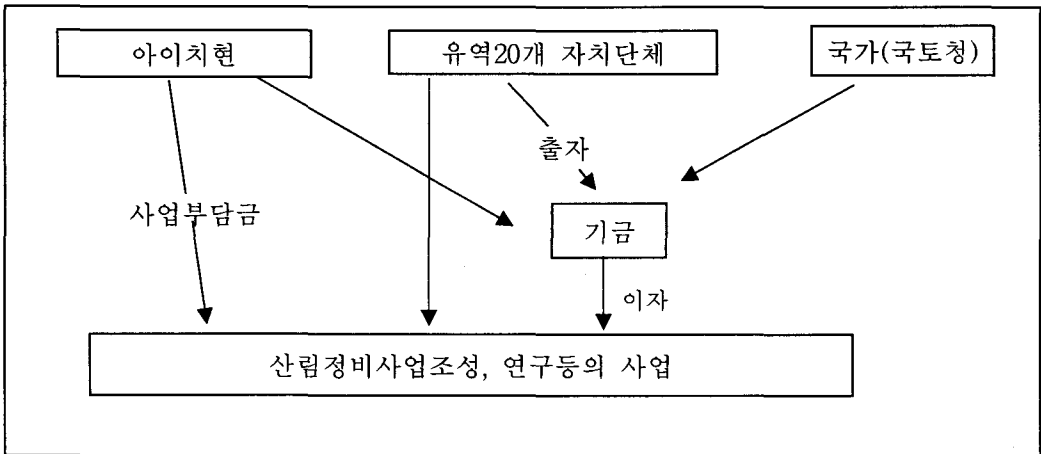 아이치현
유역20개 자치단체
국가(국토청)
출자
사업부담금
기금
이자
산림정비사업조성, 연구등의 사업